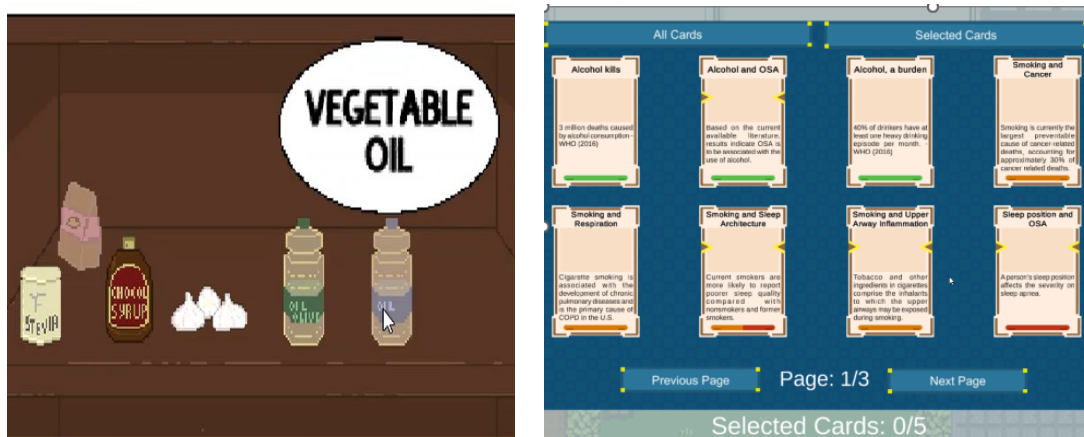 VEGETABLE
OIL
STEVIA
CHOCOL
SYRUP
OIL
OLIVE
OIL
All Cards
Selected Cards
Alcohol kills
3 million deaths caused
by alcohol consumption -
WHO (2016)
Alcohol and OSA
Based on the current
available literature,
results indicate OSA is
to be associated with the
use of alcohol.
Alcohol, a burden
40% of drinkers have at
least one heavy drinking
episode per month. -
WHO (2016)
Smoking and
Cancer
Smoking is currently the
largest preventable
cause of cancer-related
deaths, accounting for
approximately 30% of
cancer related deaths.
Smoking and
Respiration
Cigarette smoking is
associated with the
development of chronic
pulmonary diseases and
is the primary cause of
COPD in the U.S.
Smoking and Sleep
Architecture
Current smokers are
more likely to report
poorer sleep quality
compared with
nonsmokers and former
smokers.
Smoking and Upper
Arway Inflammation
Tobacco and other
ingredients in cigarettes
comprise the inhalants
to which the upper
airways may be exposed
during smoking.
Sleep position and
OSA
A person's sleep position
affects the severity on
sleep apnea.
Previous Page
Page: 1/3
Next Page
Selected Cards: 0/5